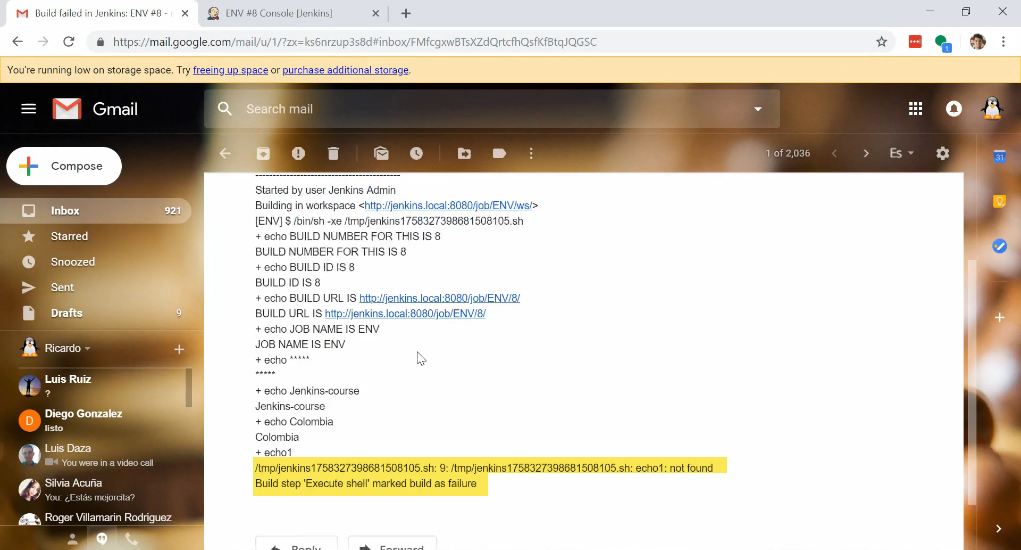 Build failed in Jenkins: ENV #8 -
ENV #8 Console [Jenkins]
https://mail.google.com/mail/u/1/?zx=ks6nrzup3s8d#inbox/FMfcgxwBTsXZdQrtcfhQsfKfBtqJQGSC
1
You're running low on storage space. Try freeing up space or purchase additional storage.
Gmail
Search mail
Compose
1 of 2,036
Es
31
Inbox 921
Starred
Snoozed
Sent
Drafts 9
Ricardo
Luis Ruiz
?
D
Diego Gonzalez
listo
Luis Daza
You were in a video call
Silvia Acuña
You: ¿Estás mejorcita?
Roger Villamarin Rodriguez
-----------------------------------------
Started by user Jenkins Admin
Building in workspace <http://jenkins.local:8080/job/ENV/ws/>
[ENV] $ /bin/sh -xe /tmp/jenkins1758327398681508105.sh
+ echo BUILD NUMBER FOR THIS IS 8
BUILD NUMBER FOR THIS IS 8
+ echo BUILD ID IS 8
BUILD ID IS 8
+ echo BUILD URL IS http://jenkins.local:8080/job/ENV/8/
BUILD URL IS http://jenkins.local:8080/job/ENV/8/
+ echo JOB NAME IS ENV
JOB NAME IS ENV
+ echo *****
*****
+ echo Jenkins-course
Jenkins-course
+ echo Colombia
Colombia
+ echo1
/tmp/jenkins1758327398681508105.sh: 9: /tmp/jenkins1758327398681508105.sh: echo1: not found
Build step 'Execute shell' marked build as failure
Reply
Forward